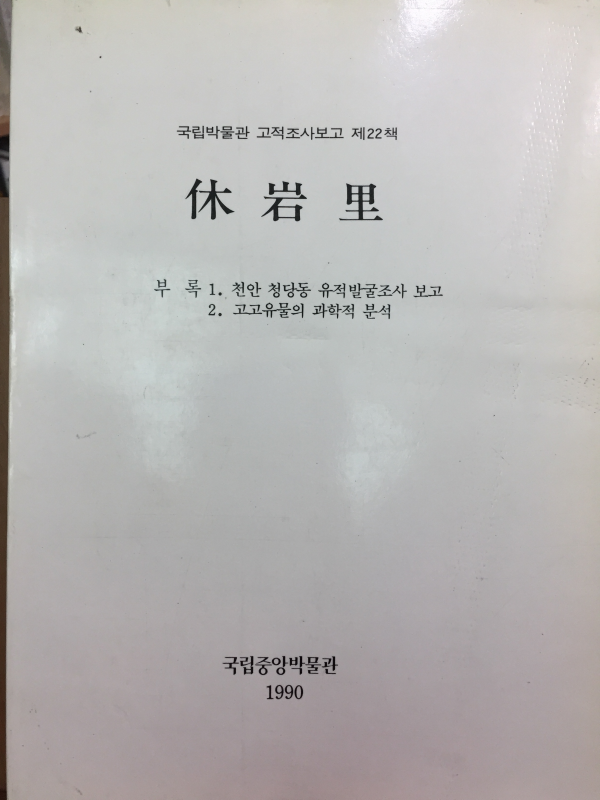 국립박물관 고적조사보고 제22책
休岩里
부 록 1. 천안 청당동 유적발굴조사 보고
2. 고고유물의 과학적 분석
국립중앙박물관
1990